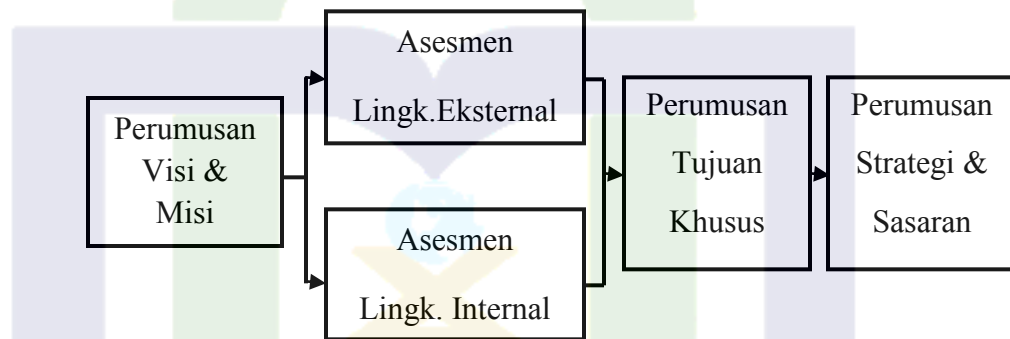 Perumusan
Visi &
Misi
Asesmen
Lingk.Eksternal
Asesmen
Lingk. Internal
Perumusan
Tujuan
Khusus
Perumusan
Strategi &
Sasaran